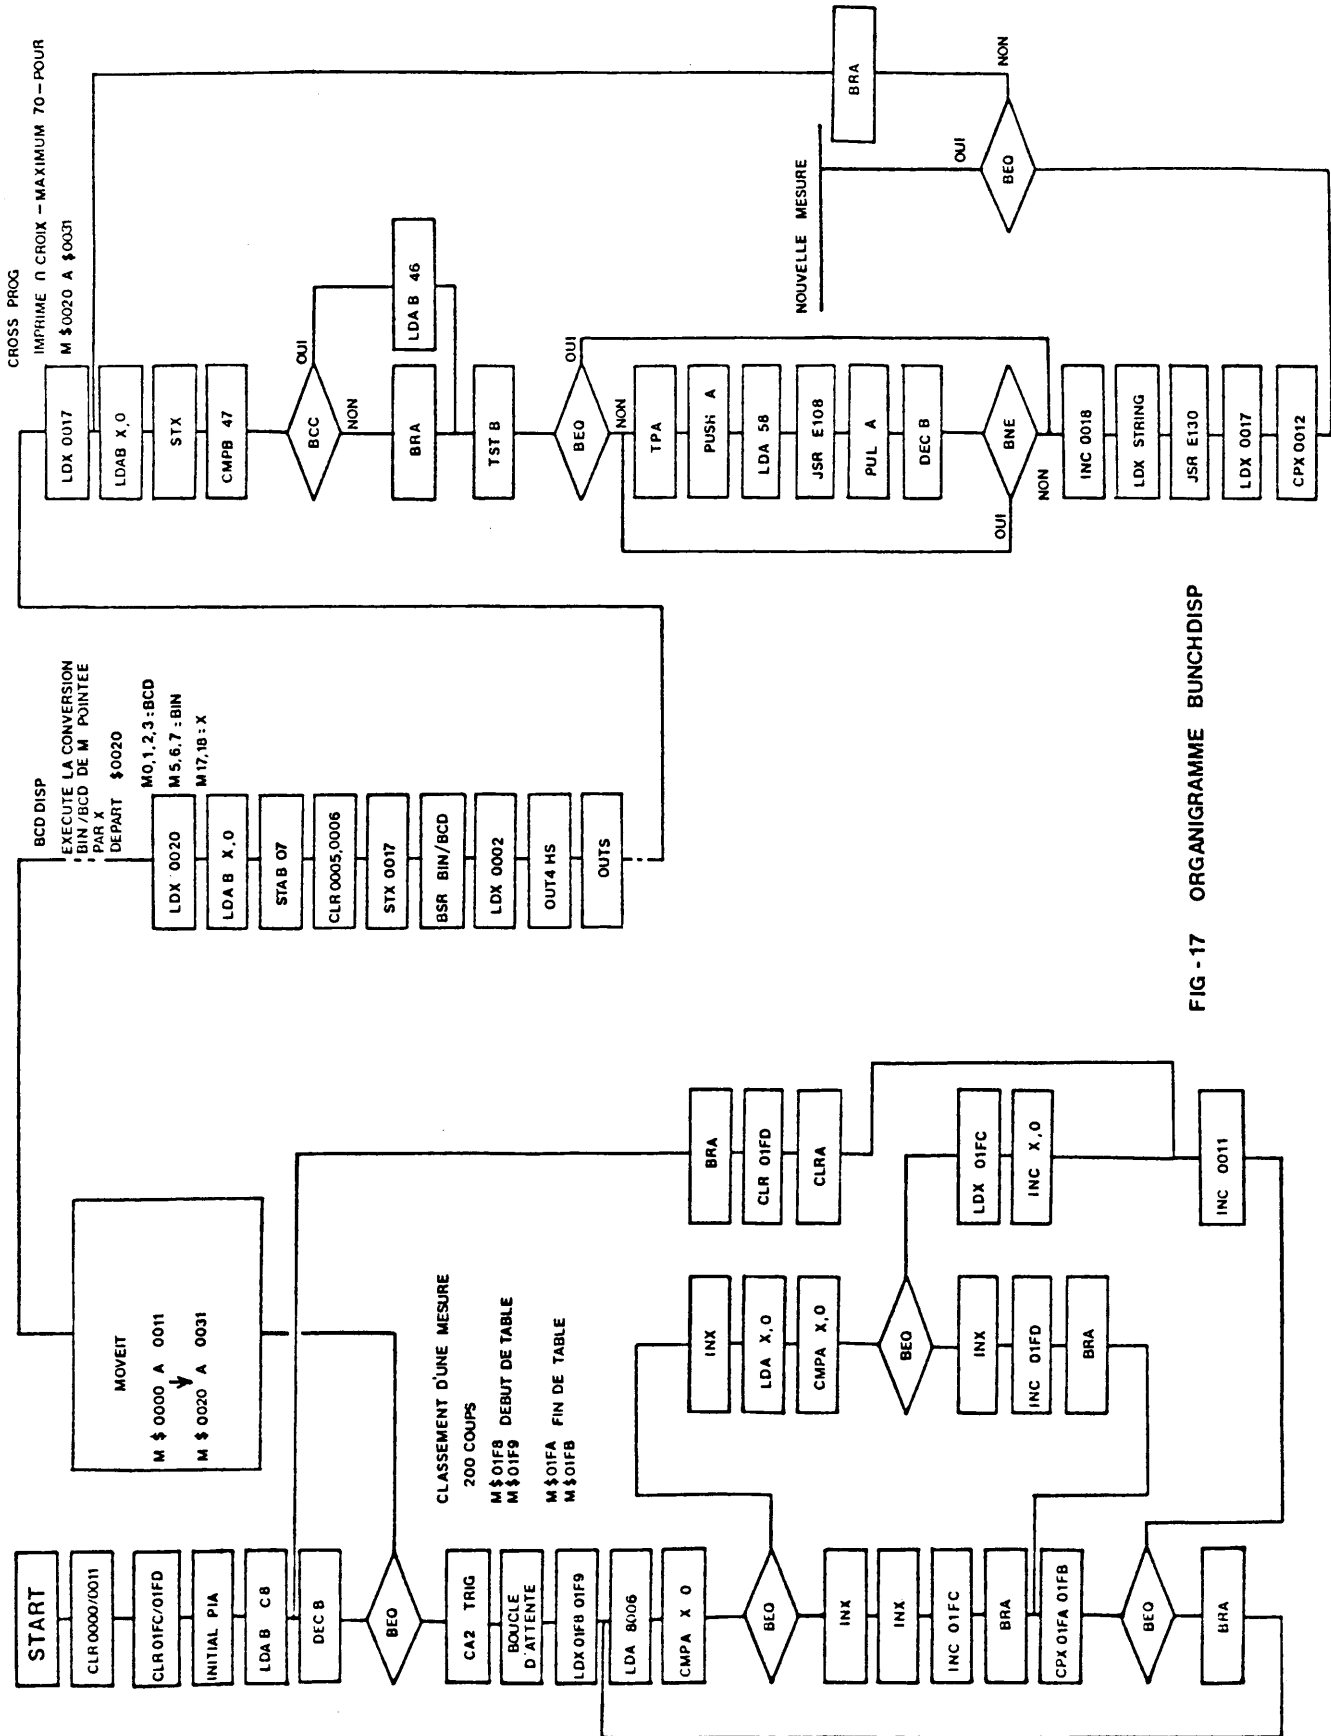 START
CLR 0000/0011
CLR 01FC/01FD
INITIAL PIA
LDA B C8
DEC B
BEQ
CA2 TRIG
BOUCLE
D'ATTENTE
LDX 01F8 01F9
LDA 8006
CMPA X 0
BEQ
INX
INX
INC 01FC
BRA
CPX 01FA 01FB
BEQ
BRA
MOVEIT
M $ 0000 A 0011
M $ 0020 A 0031
CLASSEMENT D'UNE MESURE
200 COUPS
M $ 01F8 DEBUT DE TABLE
M $ 01F9
M $ 01FA FIN DE TABLE
M $ 01FB
INX
LDA X,0
CMPA X,0
BEQ
INX
INC 01FD
BRA
BRA
CLR 01FD
CLRA
LDX 01FC
INC X,0
INC 0011
BCD DISP
EXECUTE LA CONVERSION
BIN/BCD DE M POINTEE
PAR X
DEPART $0020
M0,1,2,3 : BCD
M5,6,7 : BIN
M17,18 : X
LDX 0020
LDA B X,0
STAB 07
CLR 0005,0006
STX 0017
BSR BIN/BCD
LDX 0002
OUT4 HS
OUTS
CROSS PROG
IMPRIME n CROIX - MAXIMUM 70 - POUR
M $0020 A $0031
LDX 0017
LDAB X,0
STX
CMPB 47
BCC
OUI
NON
LDA B 46
BRA
TST B
BEQ
OUI
NON
TPA
PUSH A
LDA 58
JSR E108
PUL A
DEC B
BNE
OUI
NON
INC 0018
LDX STRING
JSR E130
LDX 0017
CPX 0012
NOUVELLE MESURE
BRA
OUI
BEQ
NON
FIG - 17 ORGANIGRAMME BUNCHDISP